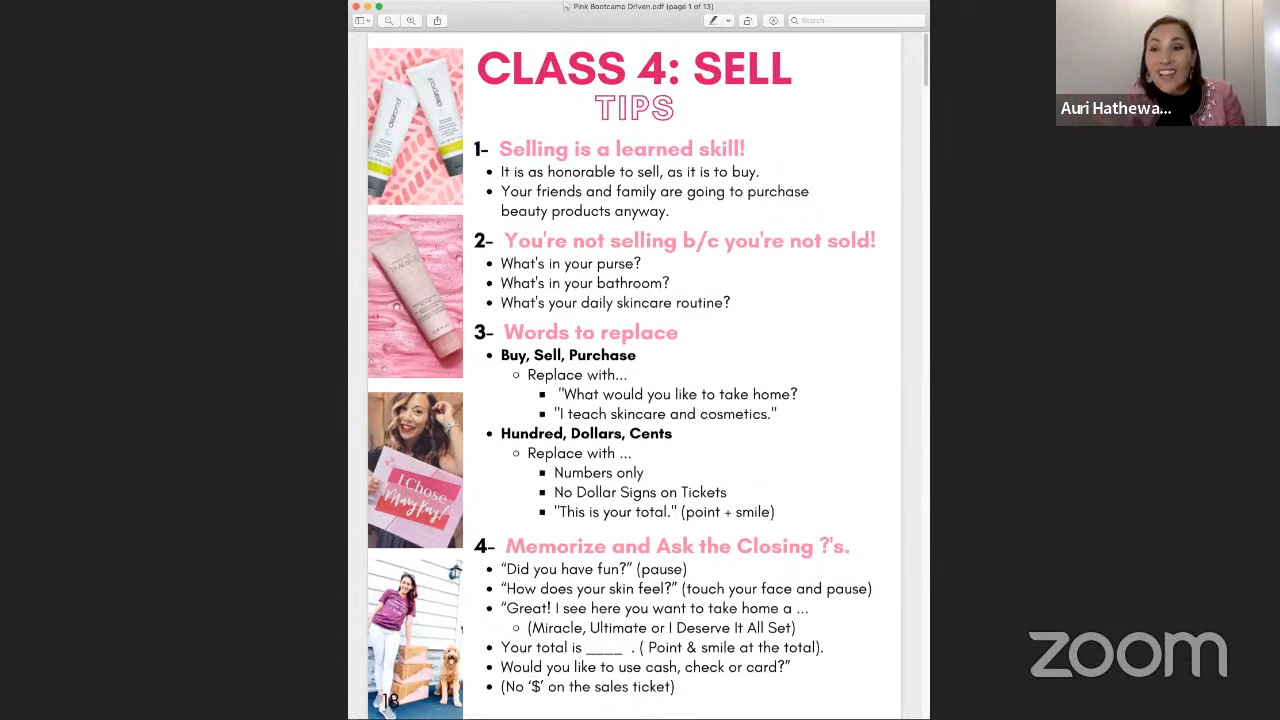 Pink Bootcamp Driven.pdf (page 1 of 13)
Search
CLASS 4: SELL
TIPS
1- Selling is a learned skill!
• It is as honorable to sell, as it is to buy.
• Your friends and family are going to purchase
beauty products anyway.
2- You're not selling b/c you're not sold!
• What's in your purse?
• What's in your bathroom?
• What's your daily skincare routine?
3- Words to replace
• Buy, Sell, Purchase
○ Replace with...
▪ "What would you like to take home?
▪ "I teach skincare and cosmetics."
• Hundred, Dollars, Cents
○ Replace with ...
▪ Numbers only
▪ No Dollar Signs on Tickets
▪ "This is your total." (point + smile)
4- Memorize and Ask the Closing ?'s.
• “Did you have fun?” (pause)
• “How does your skin feel?” (touch your face and pause)
• “Great! I see here you want to take home a ...
○ (Miracle, Ultimate or I Deserve It All Set)
• Your total is ____ . ( Point & smile at the total).
• Would you like to use cash, check or card?”
• (No ‘$’ on the sales ticket)
clearproof
clearproof
I Chose
Mary Kay!
18
Auri Hathewa...
zoom